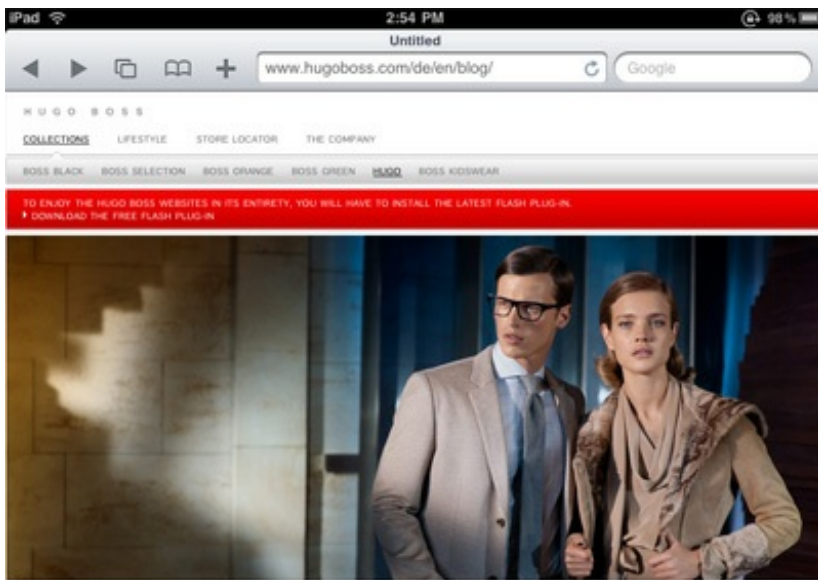 iPad 2:54 PM 98%
Untitled
www.hugoboss.com/de/en/blog/ Google
HUGO BOSS
COLLECTIONS LIFESTYLE STORE LOCATOR THE COMPANY
BOSS BLACK BOSS SELECTION BOSS ORANGE BOSS GREEN HUGO BOSS KIDSWEAR
TO ENJOY THE HUGO BOSS WEBSITES IN ITS ENTIRETY, YOU WILL HAVE TO INSTALL THE LATEST FLASH PLUG-IN.
DOWNLOAD THE FREE FLASH PLUG-IN